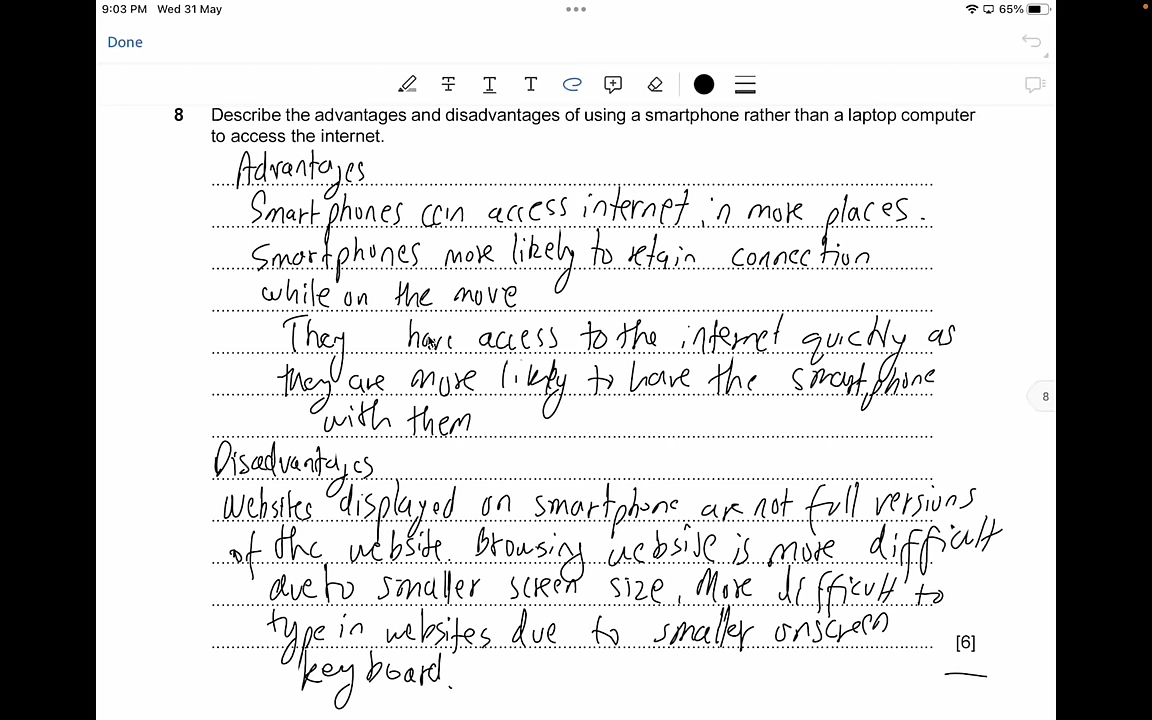 9:03 PM Wed 31 May 65%
Done
8 Describe the advantages and disadvantages of using a smartphone rather than a laptop computer
to access the internet.
Advantages
Smartphones can access internet in more places.
Smartphones more likely to retain connection
while on the move
They have access to the internet quickly as
they are more likely to have the smartphone
with them
Disadvantages
Websites displayed on smartphone are not full versions
of the website. Browsing website is more difficult
due to smaller screen size. More difficult to
type in websites due to smaller onscreen
[6]
keyboard.
8